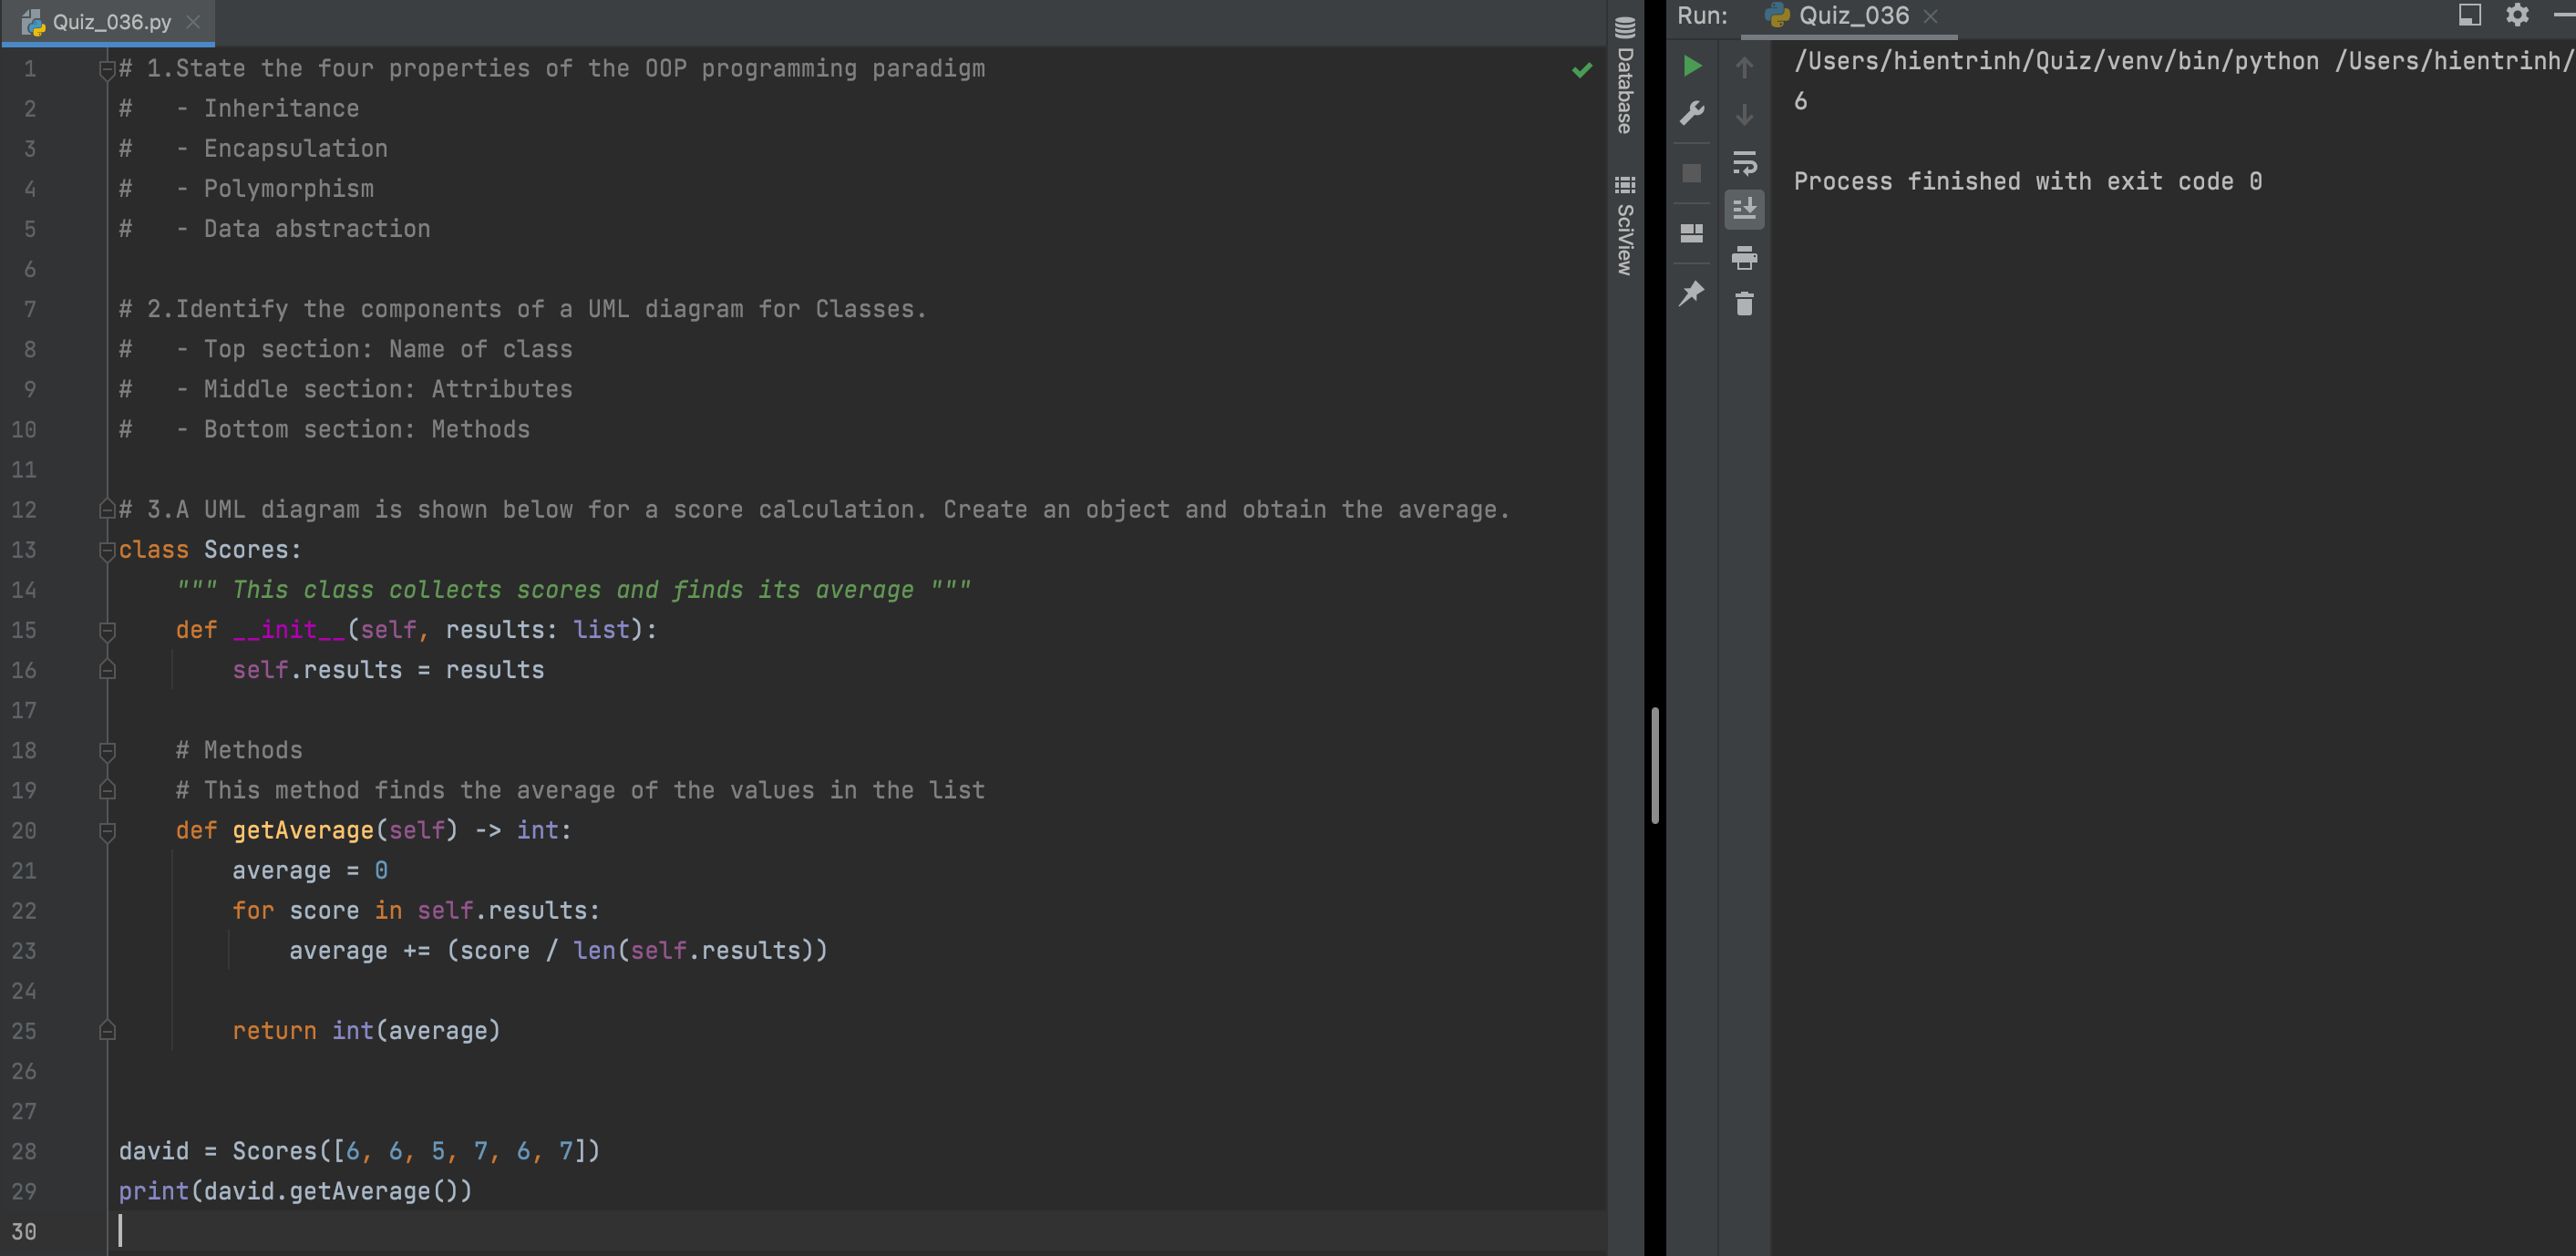 Quiz_036.py
1 # 1.State the four properties of the OOP programming paradigm
2 #   - Inheritance
3 #   - Encapsulation
4 #   - Polymorphism
5 #   - Data abstraction
6
7 # 2.Identify the components of a UML diagram for Classes.
8 #   - Top section: Name of class
9 #   - Middle section: Attributes
10 #   - Bottom section: Methods
11
12 # 3.A UML diagram is shown below for a score calculation. Create an object and obtain the average.
13 class Scores:
14     """ This class collects scores and finds its average """
15     def __init__(self, results: list):
16         self.results = results
17
18     # Methods
19     # This method finds the average of the values in the list
20     def getAverage(self) -> int:
21         average = 0
22         for score in self.results:
23             average += (score / len(self.results))
24
25         return int(average)
26
27
28 david = Scores([6, 6, 5, 7, 6, 7])
29 print(david.getAverage())
30
Database
SciView
Run: Quiz_036
/Users/hientrinh/Quiz/venv/bin/python /Users/hientrinh/
6
Process finished with exit code 0